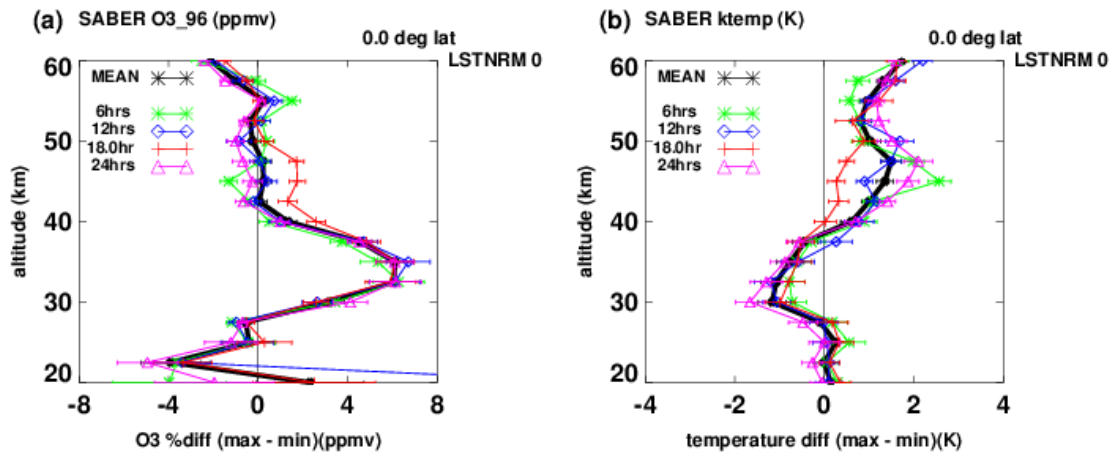 (a) SABER O3_96 (ppmv)
0.0 deg lat
LSTNRM 0
60
50
40
30
20
altitude (km)
MEAN
6hrs
12hrs
18.0hr
24hrs
-8 -4 0 4 8
O3 %diff (max - min)(ppmv)
(b) SABER ktemp (K)
0.0 deg lat
LSTNRM 0
60
50
40
30
20
altitude (km)
MEAN
6hrs
12hrs
18.0hr
24hrs
-4 -2 0 2 4
temperature diff (max - min)(K)